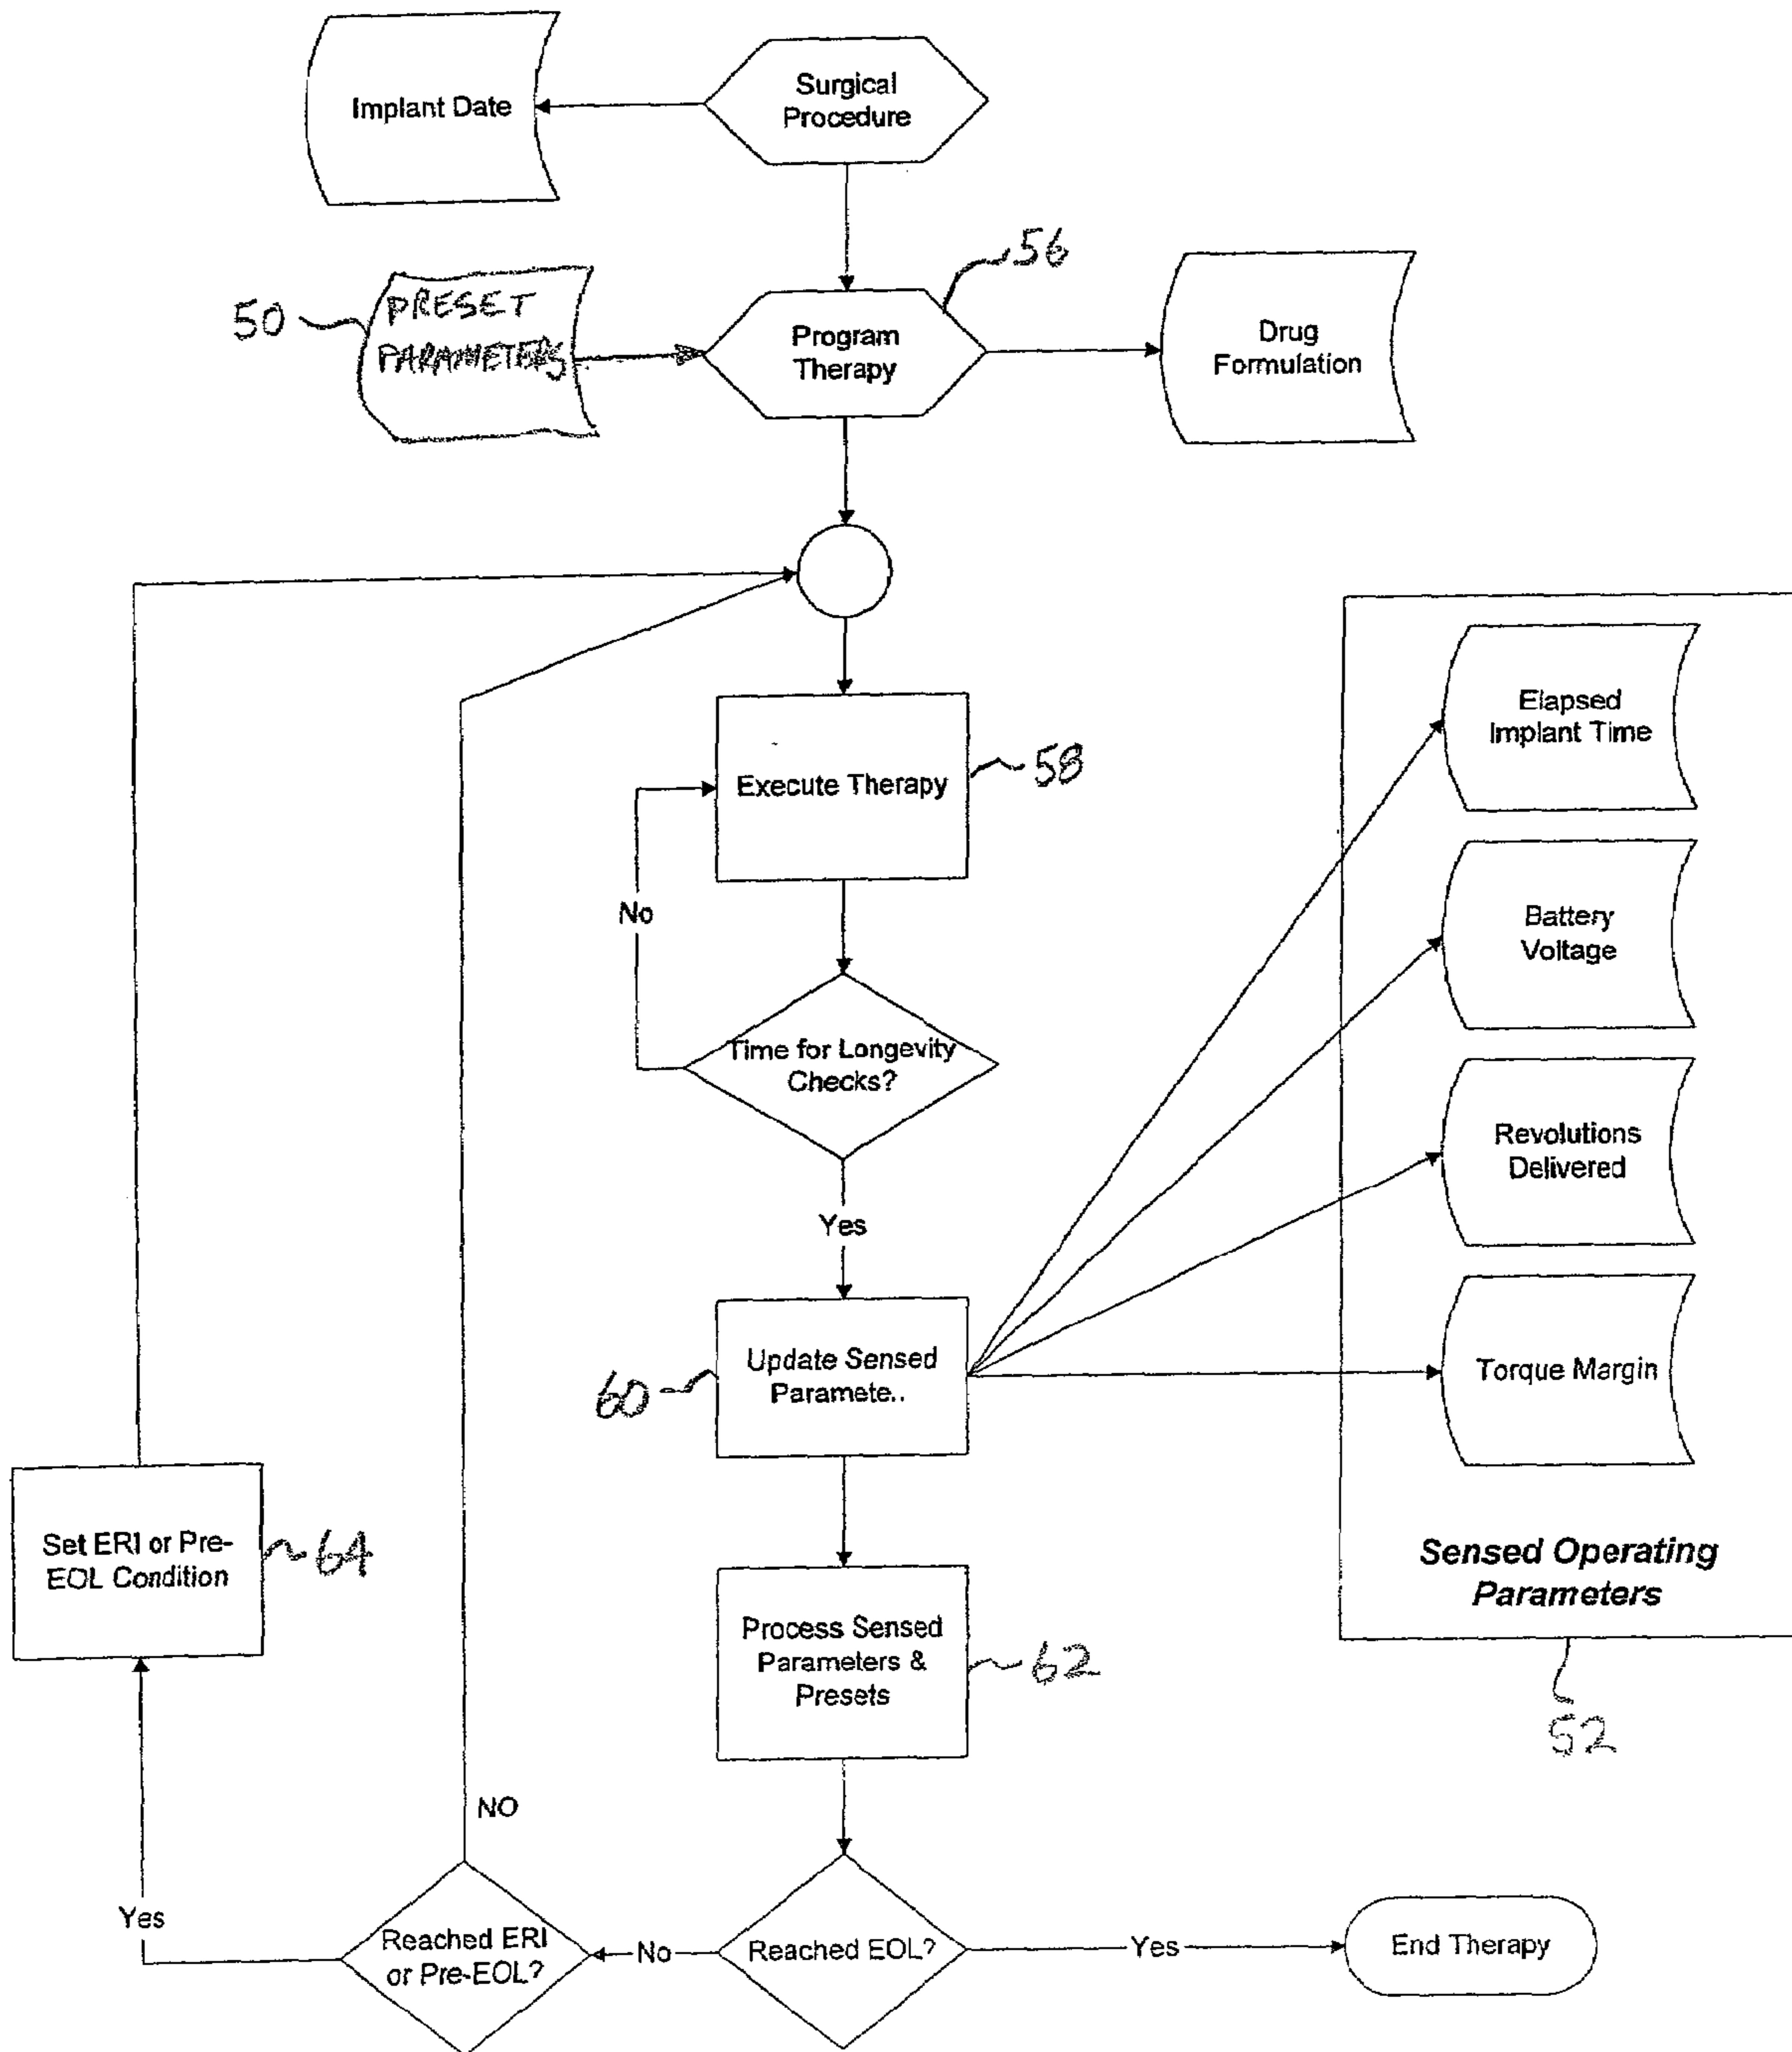 Implant Date
Surgical
Procedure
56
50
PRESET
PARAMETERS
Program
Therapy
Drug
Formulation
Elapsed
Implant Time
Execute Therapy
58
No
Battery
Voltage
Time for Longevity
Checks?
Revolutions
Delivered
Yes
Update Sensed
Paramete..
60
Torque Margin
Set ERI or Pre-
EOL Condition
64
Sensed Operating
Parameters
Process Sensed
Parameters &
Presets
62
52
NO
Yes
Reached ERI
or Pre-EOL?
No
Reached EOL?
Yes
End Therapy